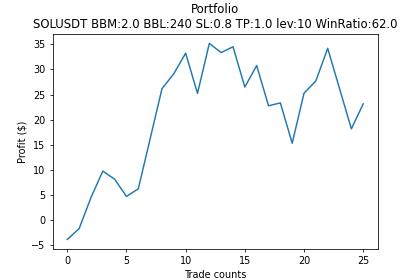 Portfolio
SOLUSDT BBM:2.0 BBL:240 SL:0.8 TP:1.0 lev:10 WinRatio:62.0
35
30
25
20
15
10
5
0
−5
Profit ($)
0 5 10 15 20 25
Trade counts